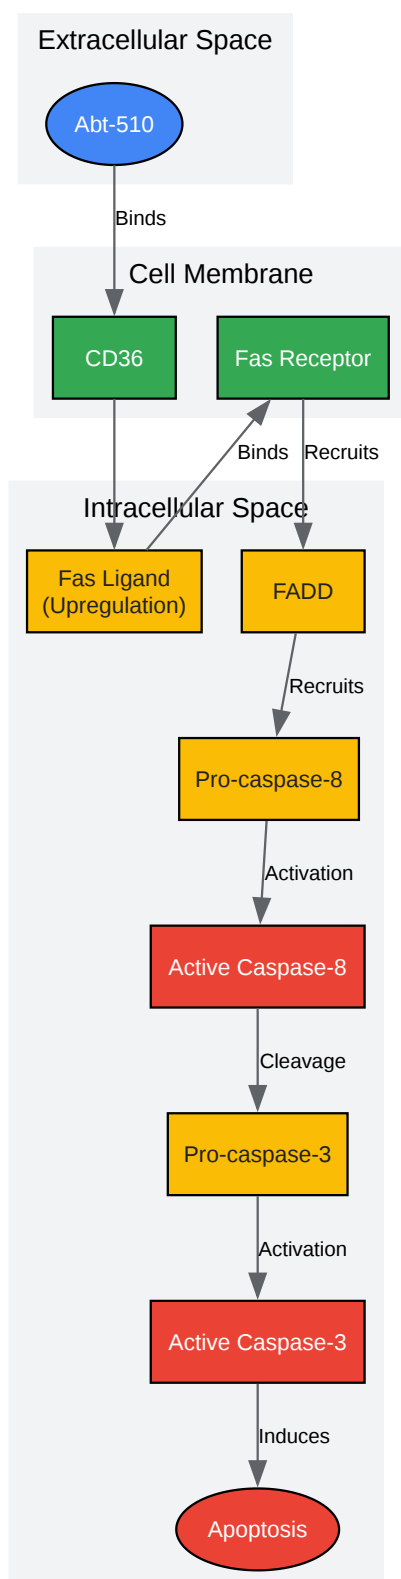 Extracellular Space
Abt-510
Binds
Cell Membrane
CD36
Fas Receptor
Binds
Recruits
Intracellular Space
Fas Ligand
(Upregulation)
FADD
Recruits
Pro-caspase-8
Activation
Active Caspase-8
Cleavage
Pro-caspase-3
Activation
Active Caspase-3
Induces
Apoptosis